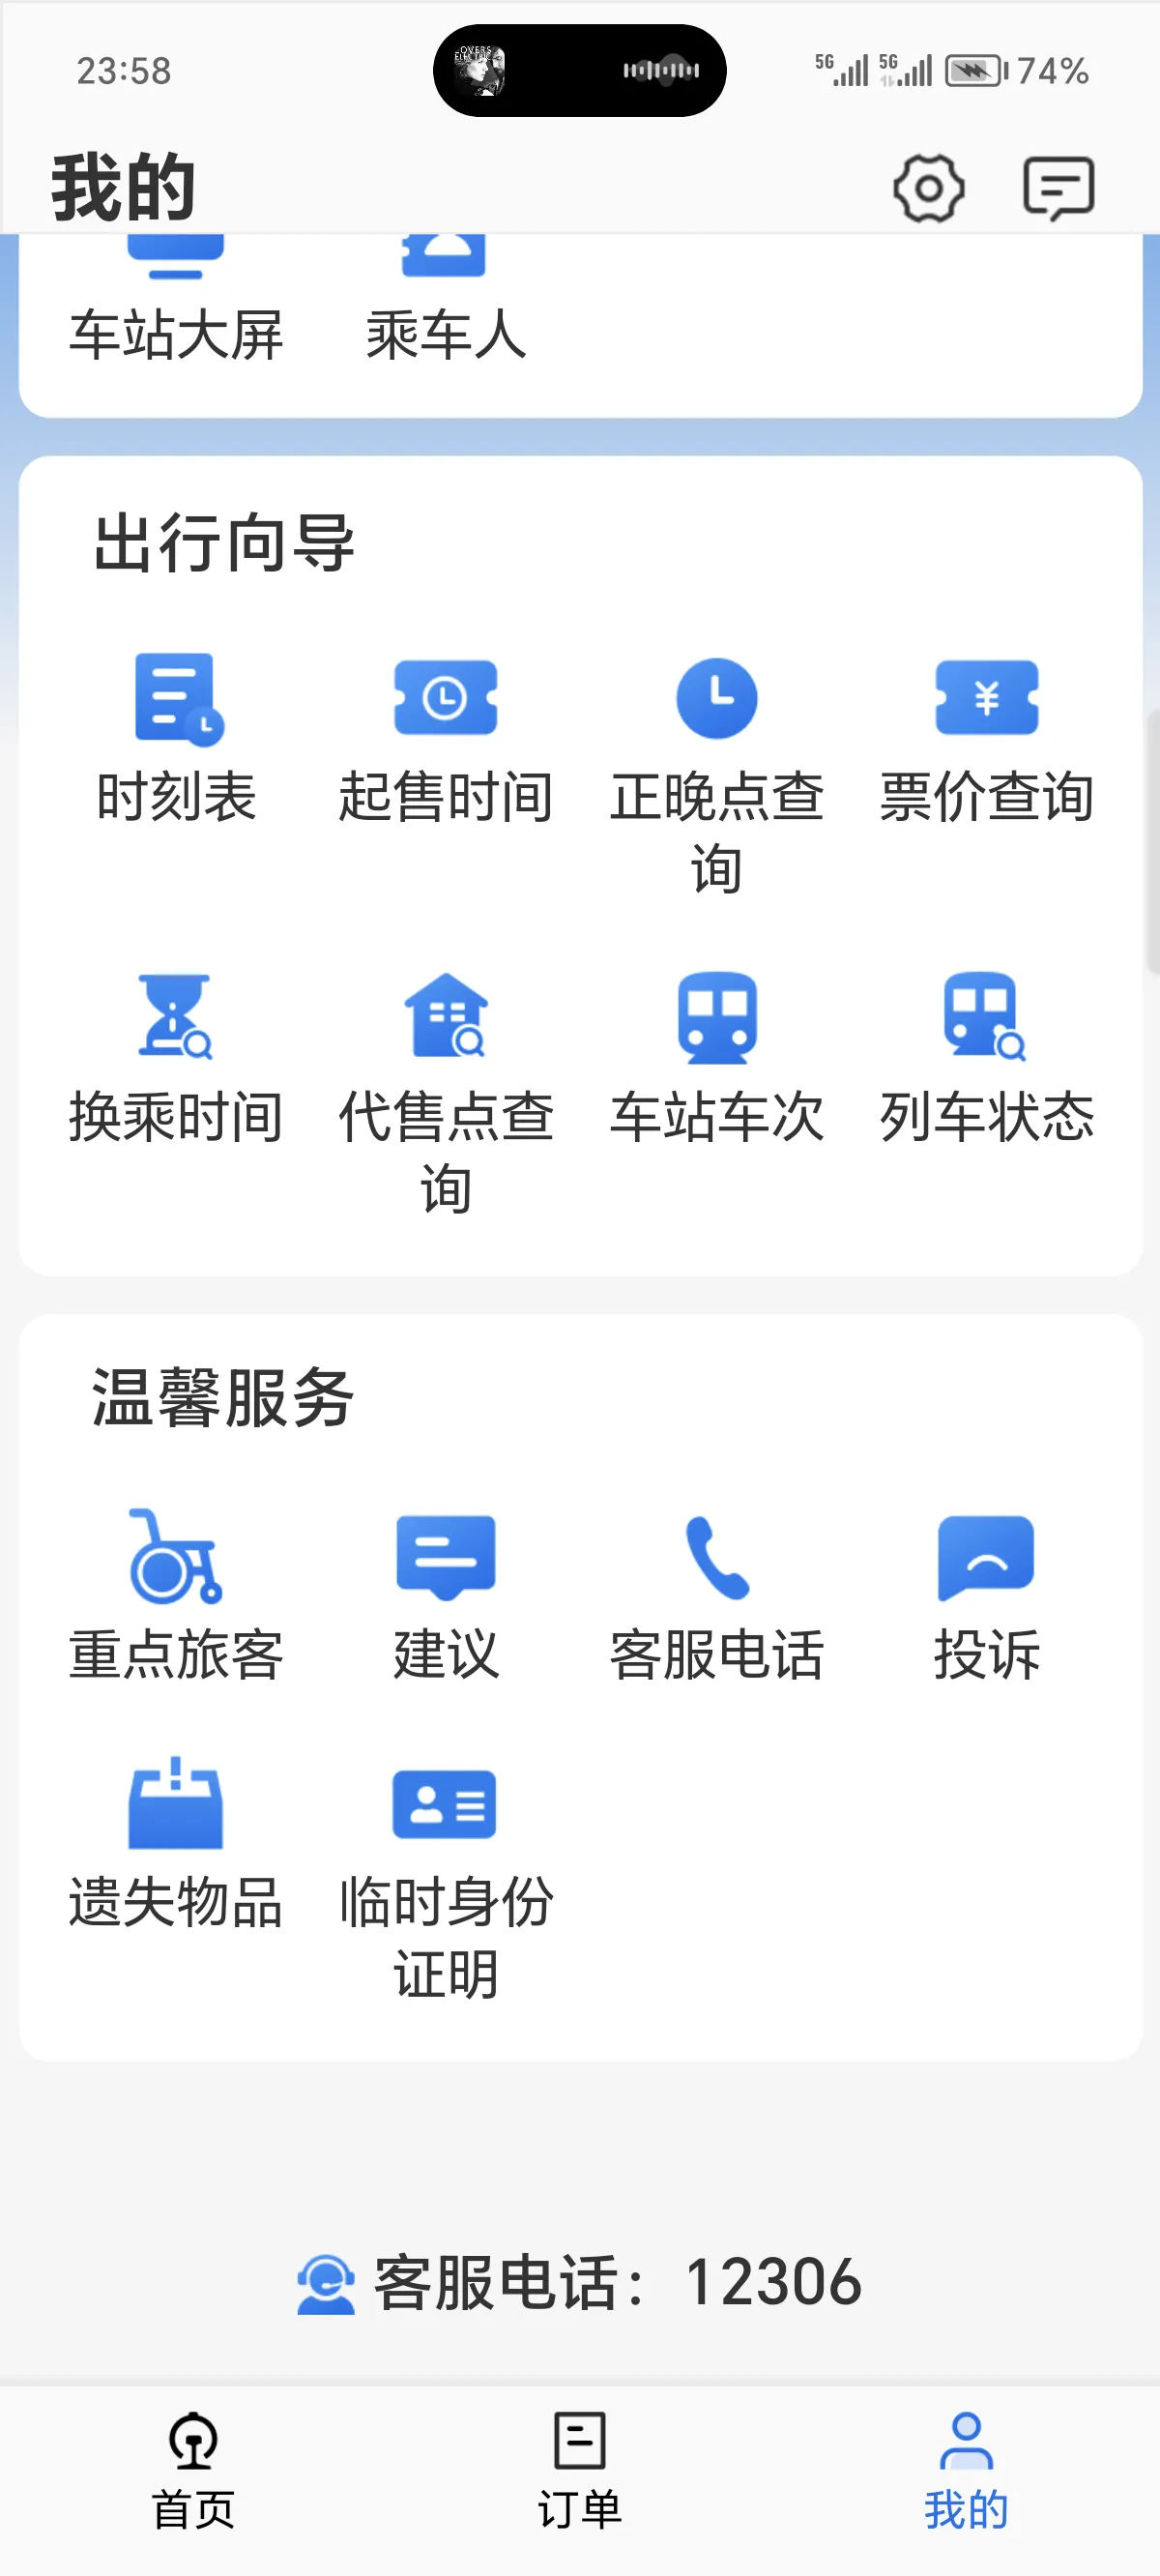 23:58
OVERS
ELECTRIC
5G
5G
74%
我的
车站大屏
乘车人
出行向导
时刻表
起售时间
正晚点查
询
票价查询
换乘时间
代售点查
询
车站车次
列车状态
温馨服务
重点旅客
建议
客服电话
投诉
遗失物品
临时身份
证明
客服电话：12306
首页
订单
我的